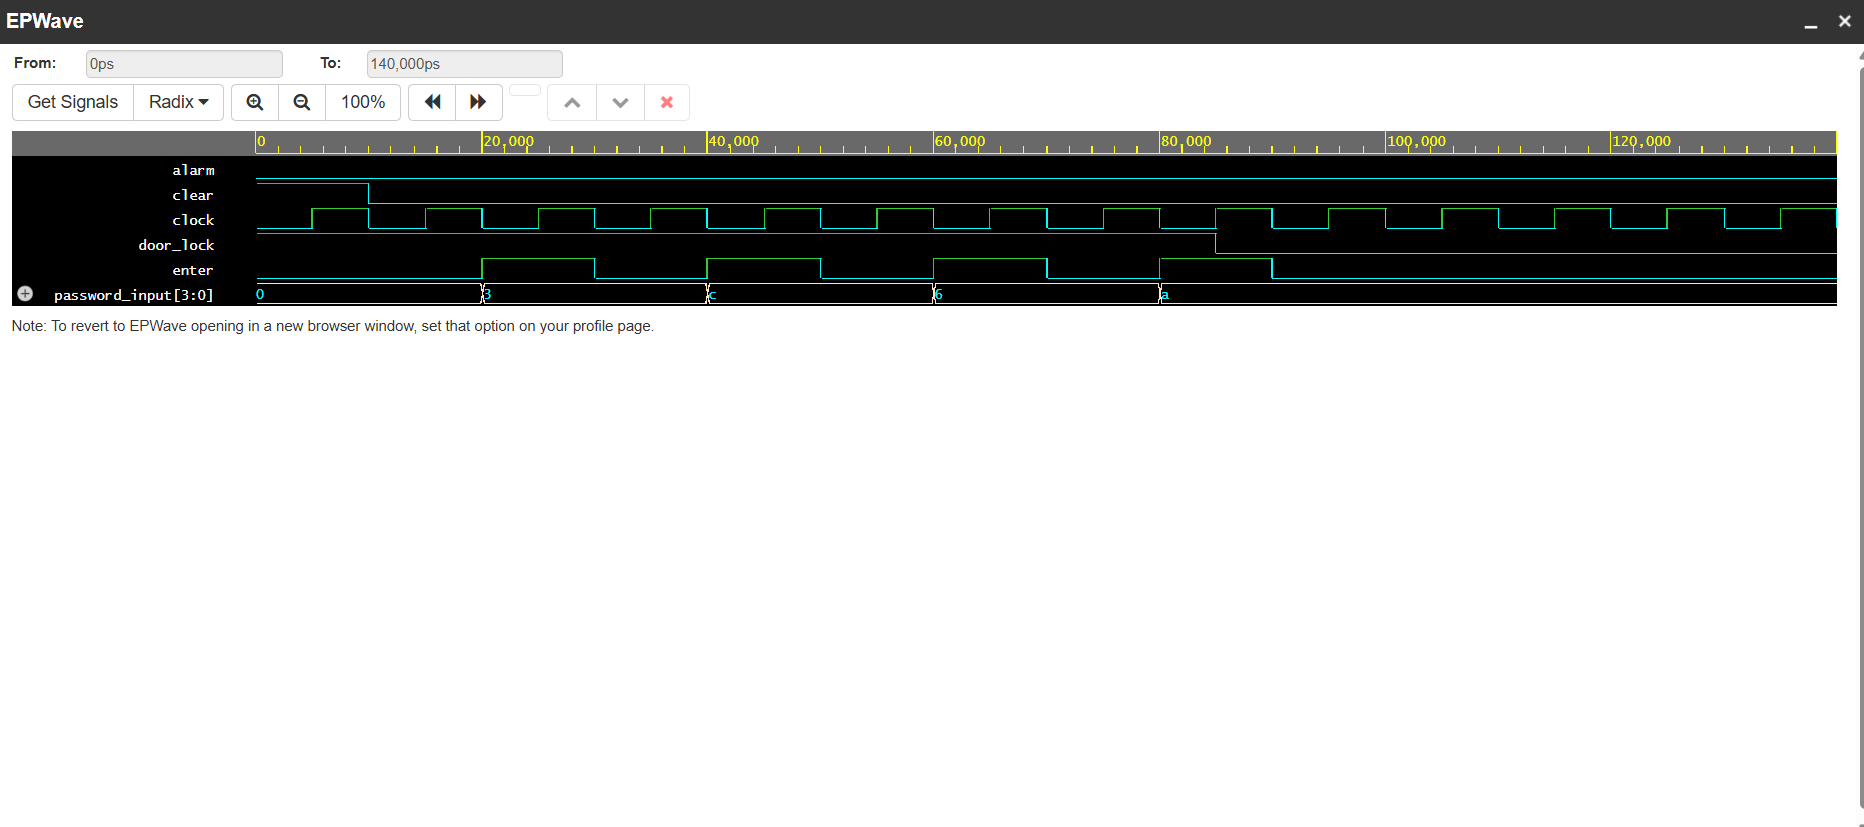 EPWave
From: 0ps To: 140,000ps
Get Signals Radix 100%
0 20,000 40,000 60,000 80,000 100,000 120,000
alarm
clear
clock
door_lock
enter
password_input[3:0] 0 3 c 6 a
Note: To revert to EPWave opening in a new browser window, set that option on your profile page.